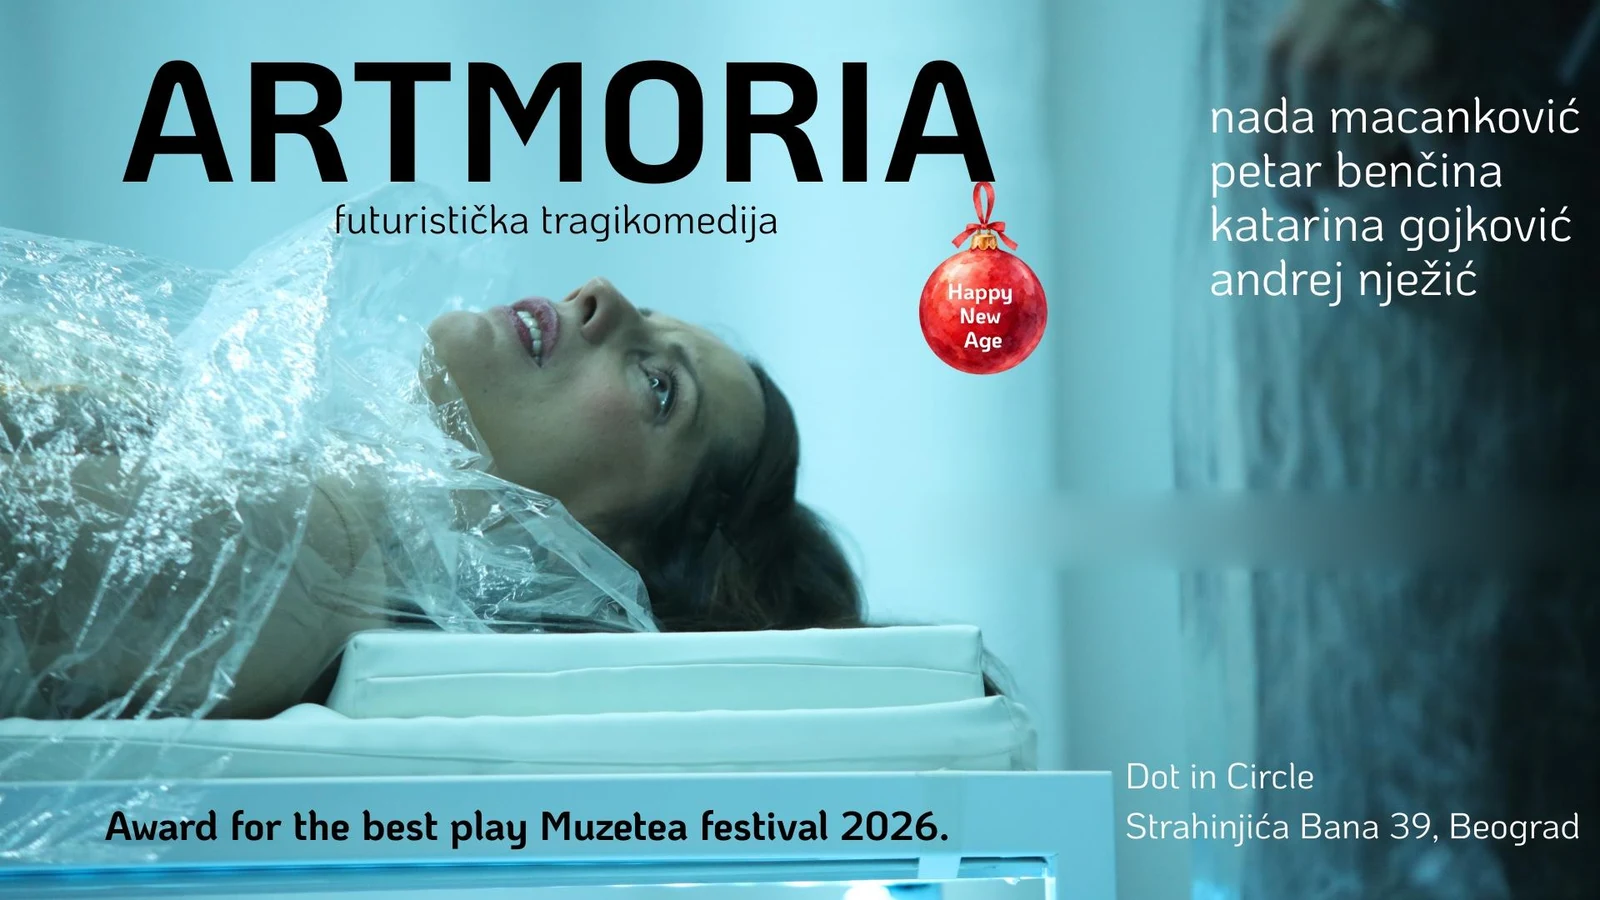 ARTMORIA
futuristička tragikomedija
Happy
New
Age
nada macanković
petar benčina
katarina gojković
andrej nježić
Award for the best play Muzetea festival 2026.
Dot in Circle
Strahinjića Bana 39, Beograd